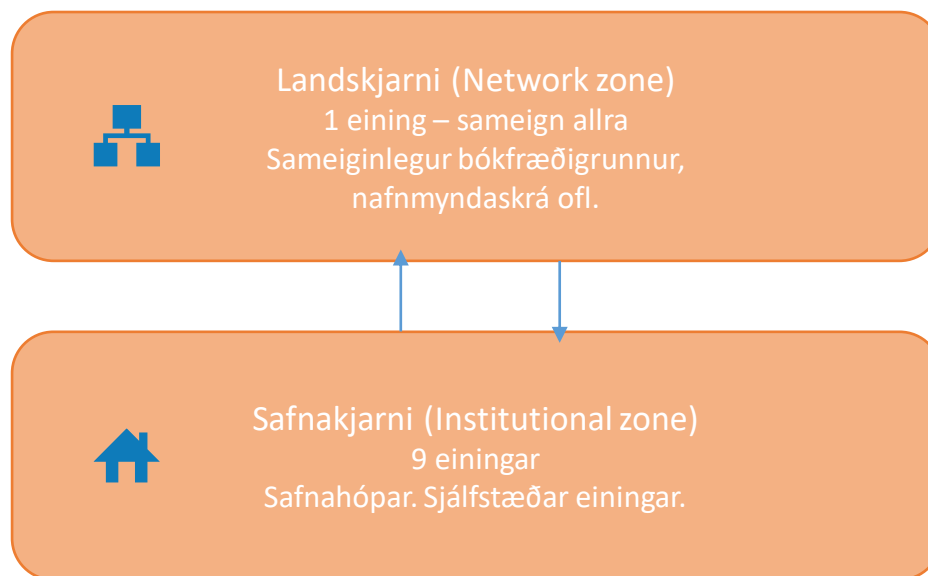 Landskjarni (Network zone)
1 eining – sameign allra
Sameiginlegur bókfræðigrunnur,
nafnmyndaskrá ofl.
Safnakjarni (Institutional zone)
9 einingar
Safnahópar. Sjálfstæðar einingar.